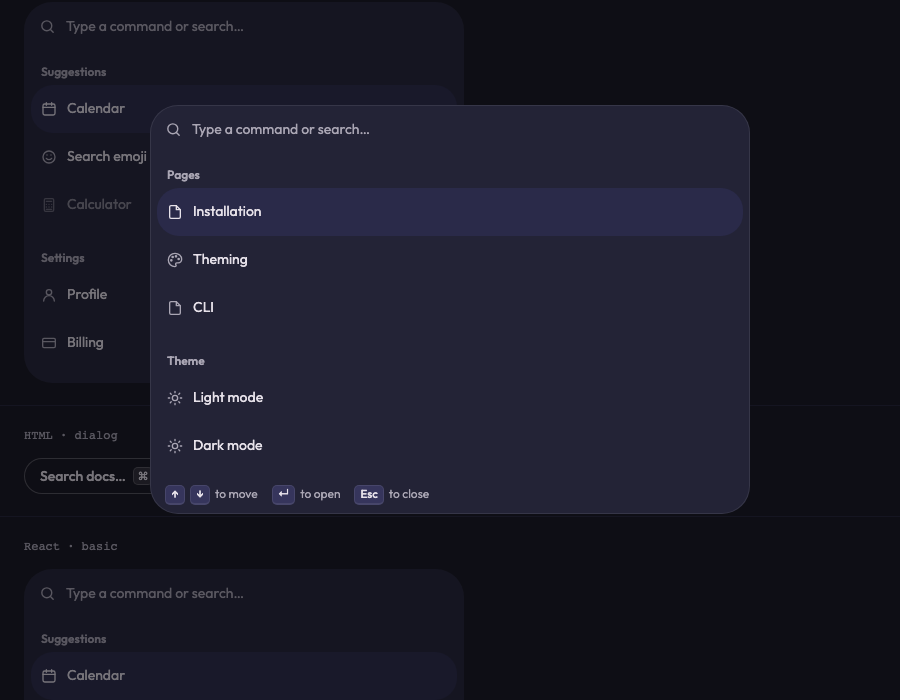 Type a command or search…
Suggestions
Calendar
Search emoji
Calculator
Settings
Profile
Billing
HTML · dialog
Search docs… ⌘
Type a command or search…
Pages
Installation
Theming
CLI
Theme
Light mode
Dark mode
↑ ↓ to move ↵ to open Esc to close
React · basic
Type a command or search…
Suggestions
Calendar